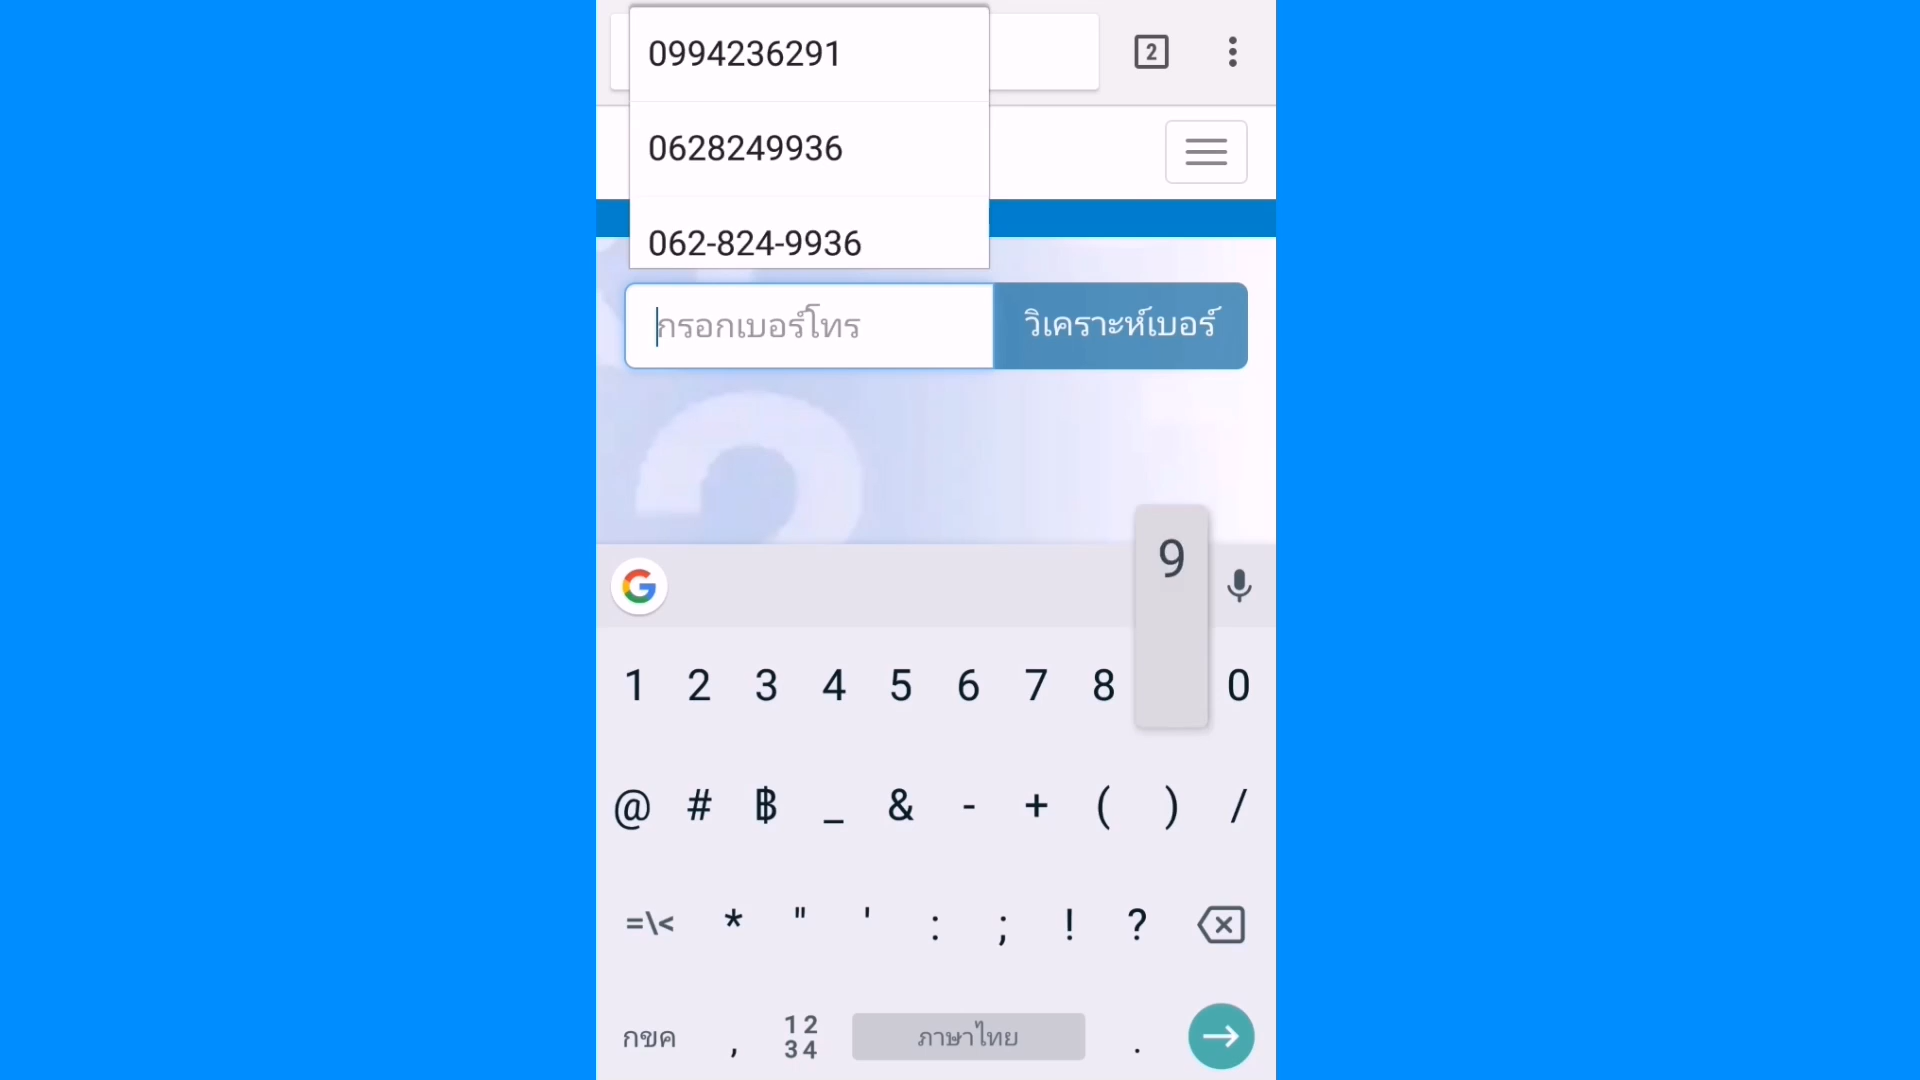 0994236291
2
0628249936
062-824-9936
กรอกเบอร์โทร วิเคราะห์เบอร์
9
1 2 3 4 5 6 7 8 0
@ # ฿ _ & - + ( ) /
=\< * " ' : ; ! ?
กขค , 12 34 ภาษาไทย .